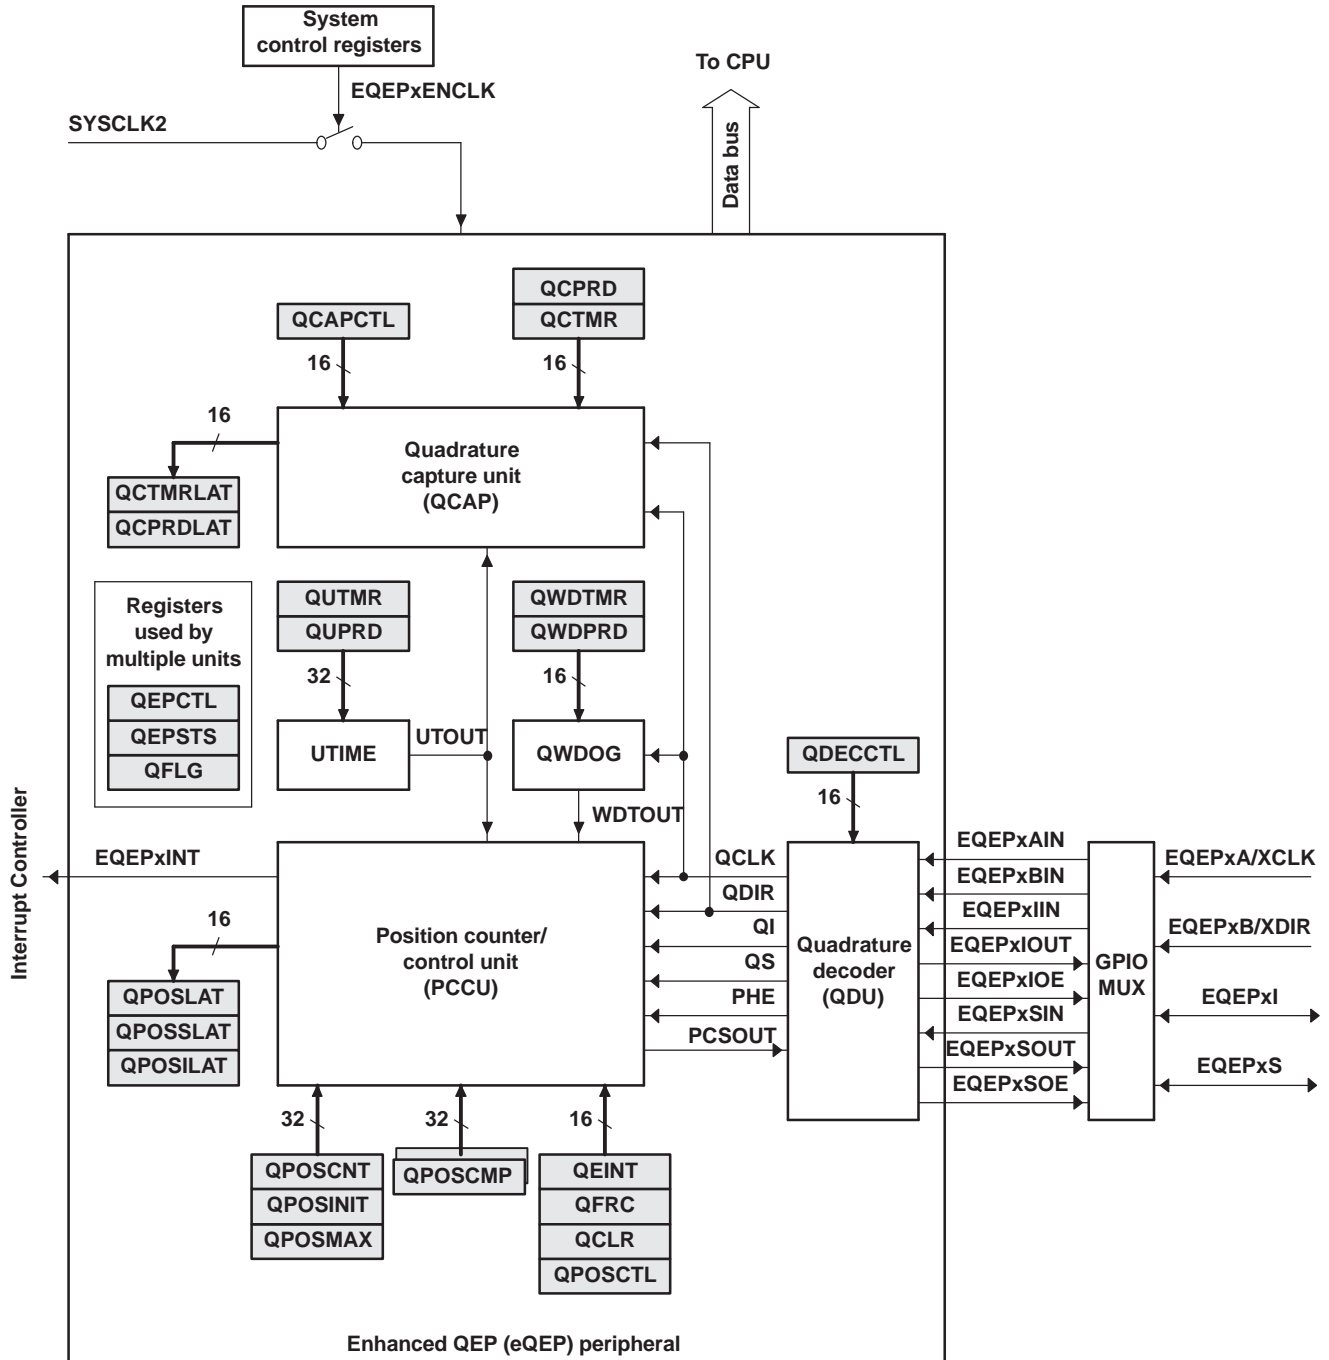 System
control registers
To CPU
EQEPxENCLK
SYSCLK2
Data bus
QCPRD
QCAPCTL
QCTMR
16
16
16
Quadrature
capture unit
(QCAP)
QCTMRLAT
QCPRDLAT
Registers
used by
multiple units
QEPCTL
QEPSTS
QFLG
QUTMR
QUPRD
QWDTMR
QWDPRD
32
16
UTIME
UTOUT
QWDOG
WDTOUT
QDECCTL
16
Interrupt Controller
EQEPxINT
16
Position counter/
control unit
(PCCU)
QCLK
QDIR
QI
QS
PHE
PCSOUT
Quadrature
decoder
(QDU)
EQEPxAIN
EQEPxBIN
EQEPxIIN
EQEPxIOUT
EQEPxIOE
EQEPxSIN
EQEPxSOUT
EQEPxSOE
GPIO
MUX
EQEPxA/XCLK
EQEPxB/XDIR
EQEPxI
EQEPxS
QPOSLAT
QPOSSLAT
QPOSILAT
32
32
16
QPOSCNT
QPOSINIT
QPOSMAX
QPOSCMP
QEINT
QFRC
QCLR
QPOSCTL
Enhanced QEP (eQEP) peripheral